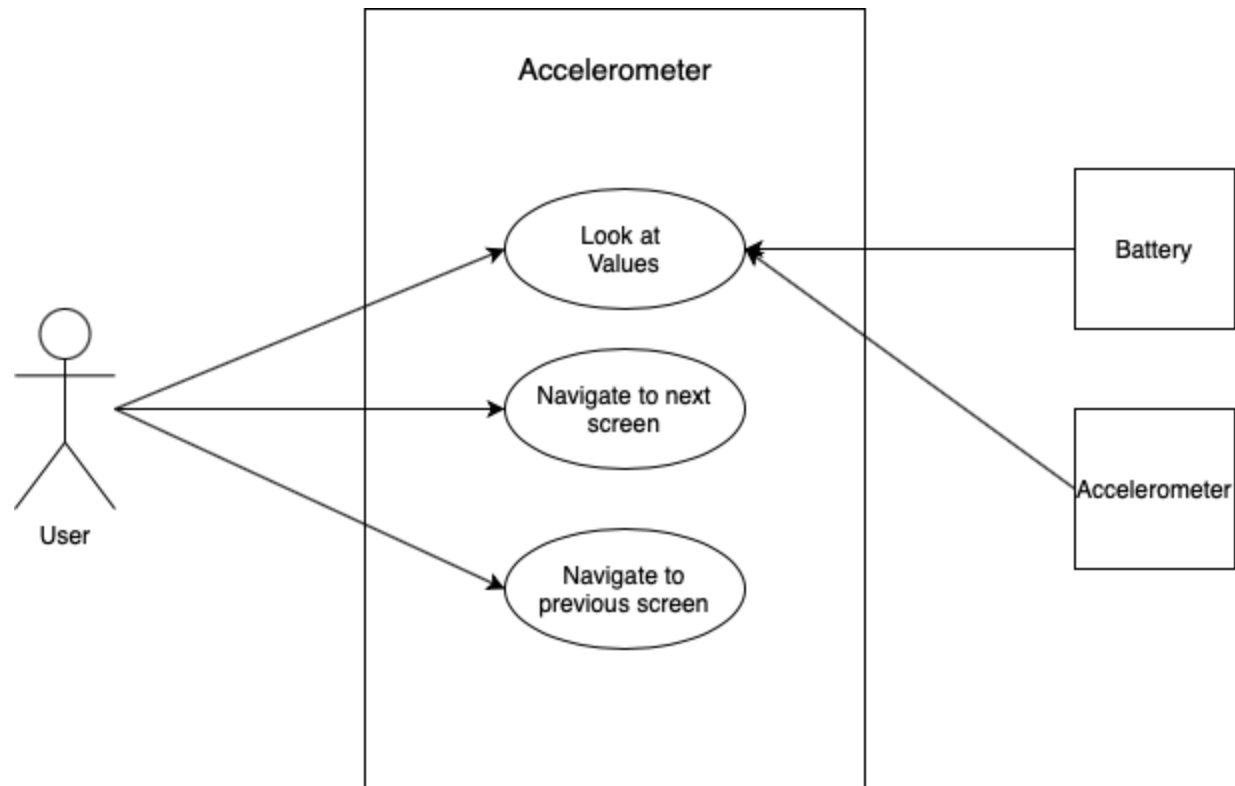 Accelerometer
Look at
Values
Battery
Navigate to next
screen
Accelerometer
User
Navigate to
previous screen